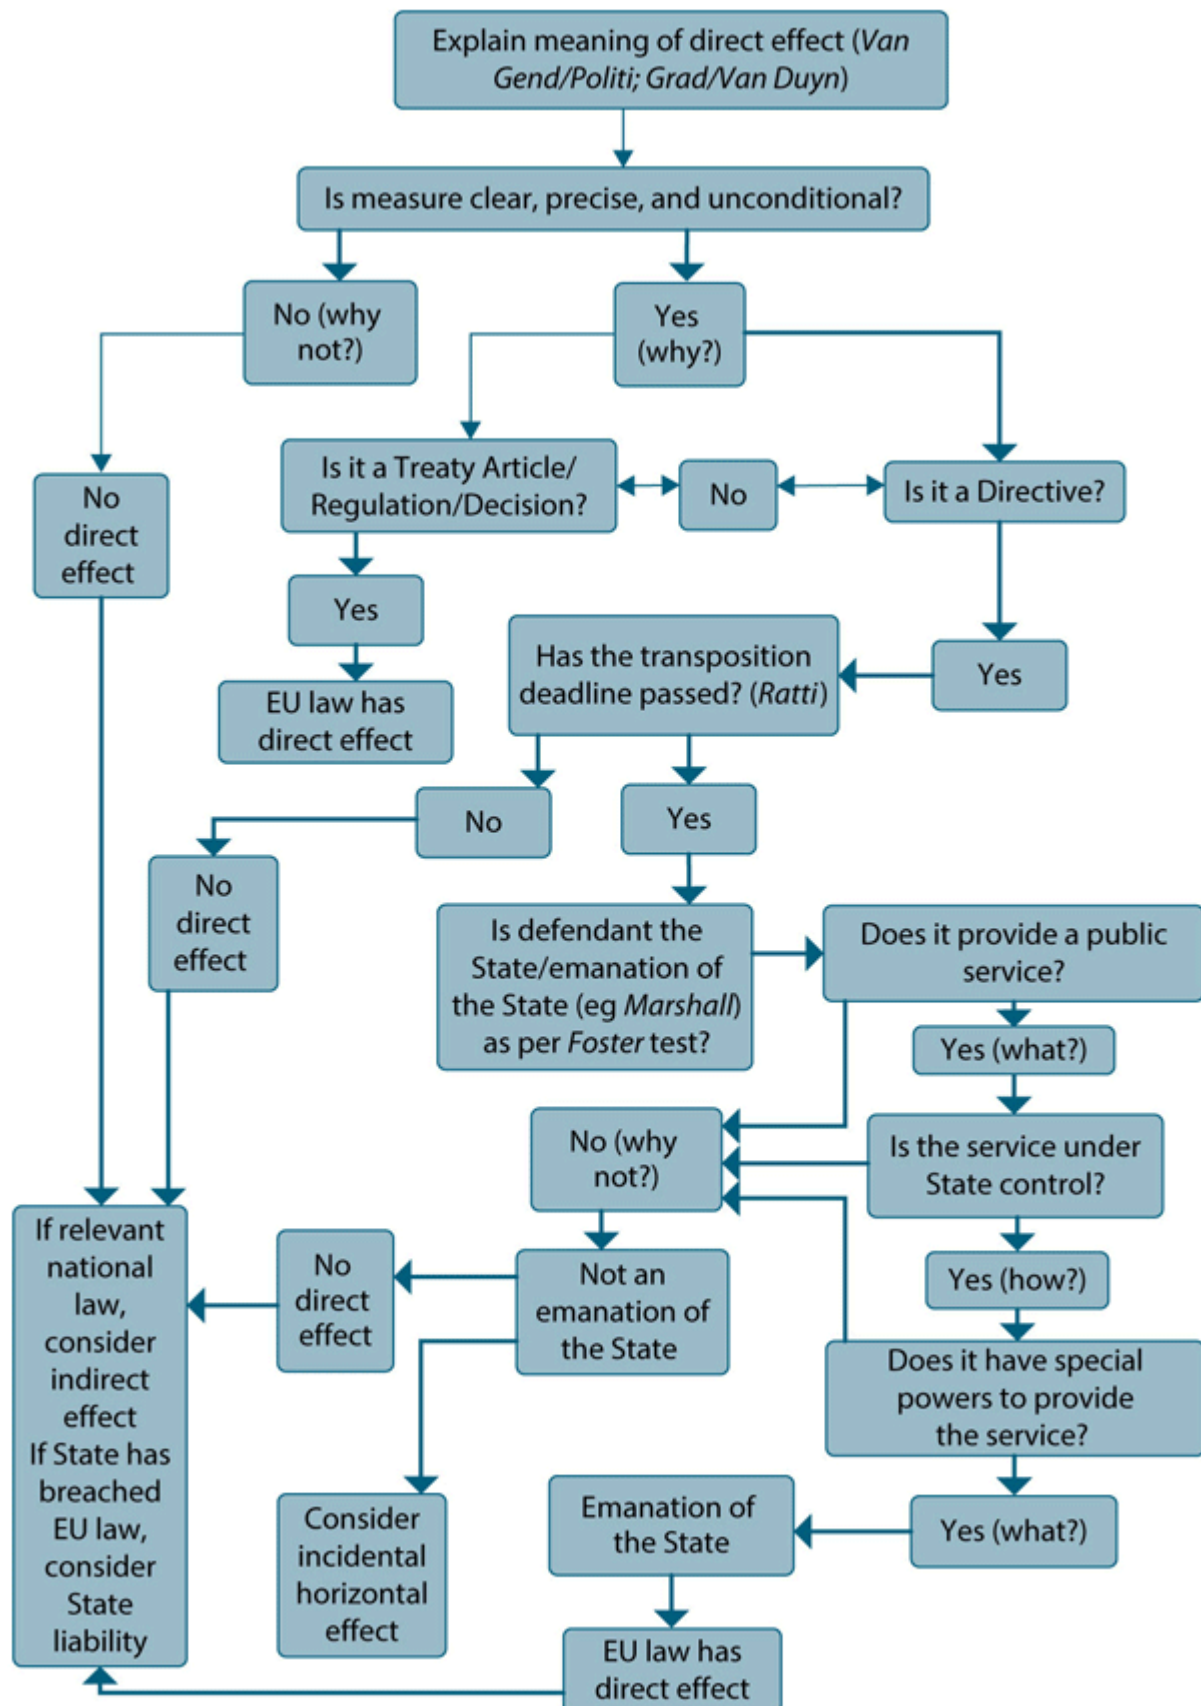 Explain meaning of direct effect (Van
Gend/Politi; Grad/Van Duyn)
Is measure clear, precise, and unconditional?
No (why
not?)
Yes
(why?)
Is it a Treaty Article/
Regulation/Decision?
No
Is it a Directive?
No
direct
effect
Yes
EU law has
direct effect
Has the transposition
deadline passed? (Ratti)
Yes
No
Yes
No
direct
effect
Is defendant the
State/emanation of
the State (eg Marshall)
as per Foster test?
Does it provide a public
service?
Yes (what?)
No (why
not?)
Is the service under
State control?
If relevant
national
law,
consider
indirect
effect
If State has
breached
EU law,
consider
State
liability
No
direct
effect
Not an
emanation of
the State
Yes (how?)
Does it have special
powers to provide
the service?
Consider
incidental
horizontal
effect
Emanation of
the State
Yes (what?)
EU law has
direct effect